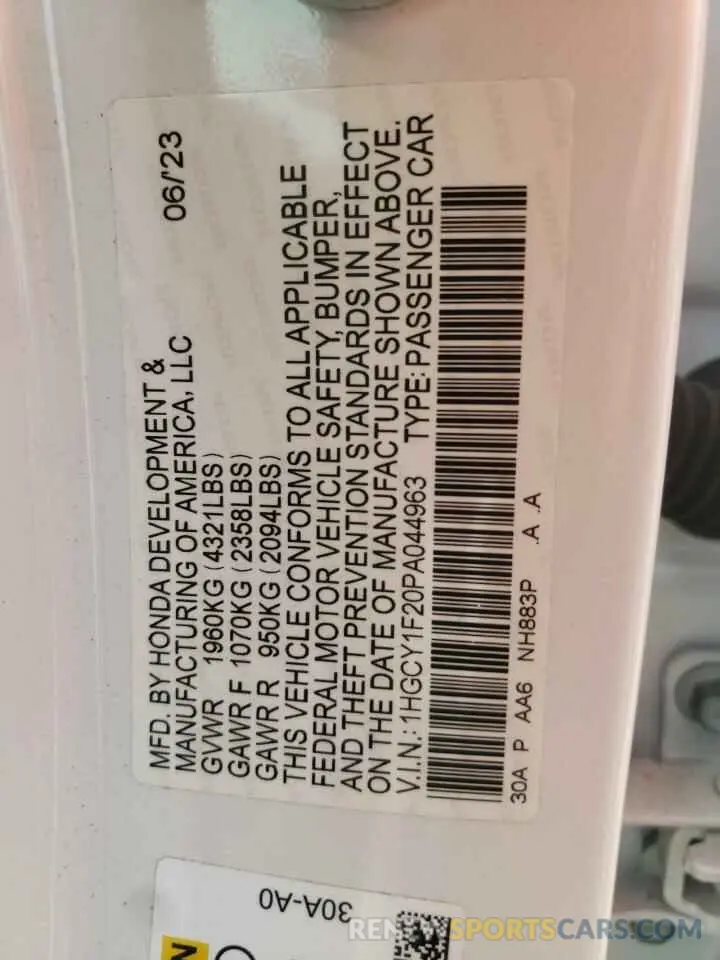 MFD. BY HONDA DEVELOPMENT &
MANUFACTURING OF AMERICA, LLC 06/'23
GVWR 1960KG (4321LBS)
GAWR F 1070KG (2358LBS)
GAWR R 950KG (2094LBS)
THIS VEHICLE CONFORMS TO ALL APPLICABLE
FEDERAL MOTOR VEHICLE SAFETY, BUMPER,
AND THEFT PREVENTION STANDARDS IN EFFECT
ON THE DATE OF MANUFACTURE SHOWN ABOVE.
V.I.N.: 1HGCY1F20PA044963 TYPE: PASSENGER CAR
30A P AA6 NH883P .A .A
30A-A0
SPORTSCARS.COM